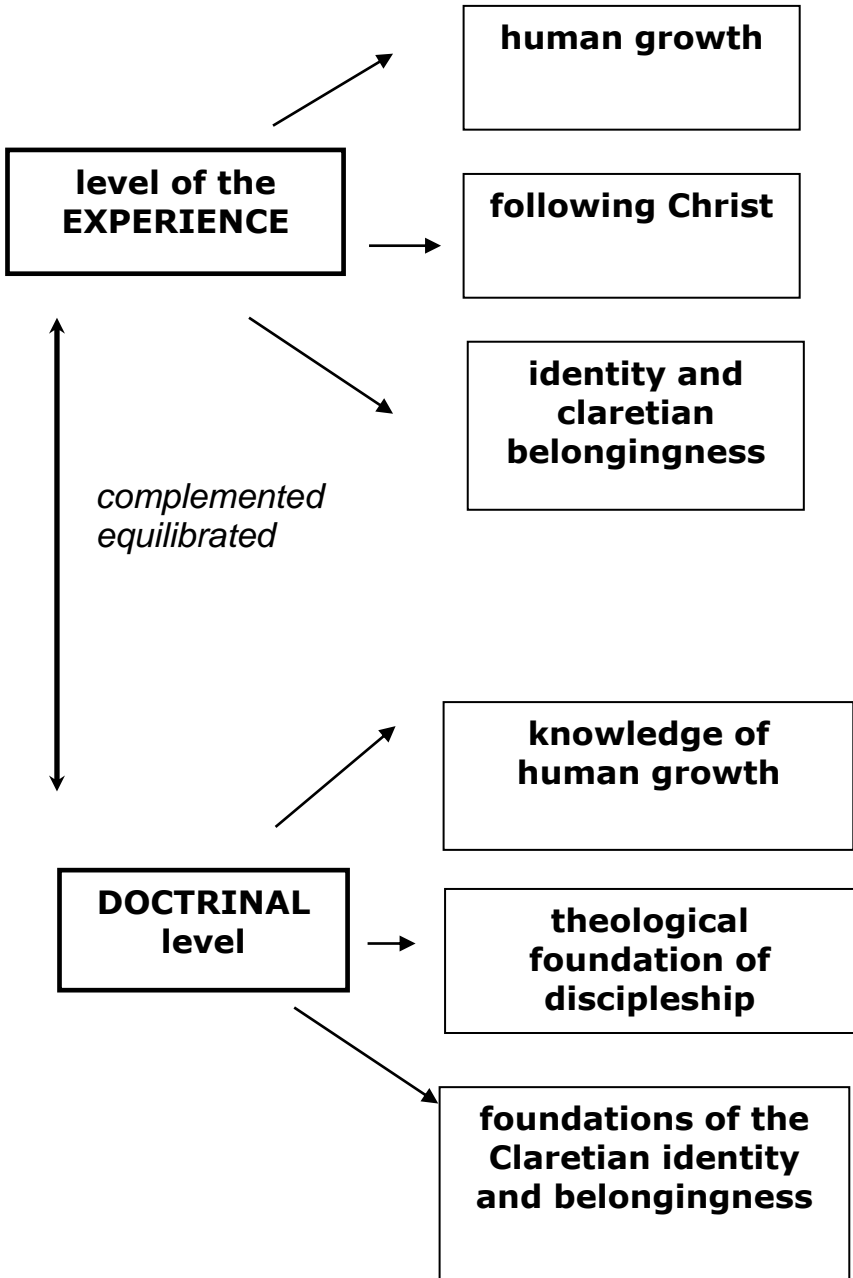 human growth
level of the
EXPERIENCE
following Christ
identity and
claretian
belongingness
complemented
equilibrated
knowledge of
human growth
DOCTRINAL
level
theological
foundation of
discipleship
foundations of the
Claretian identity
and belongingness